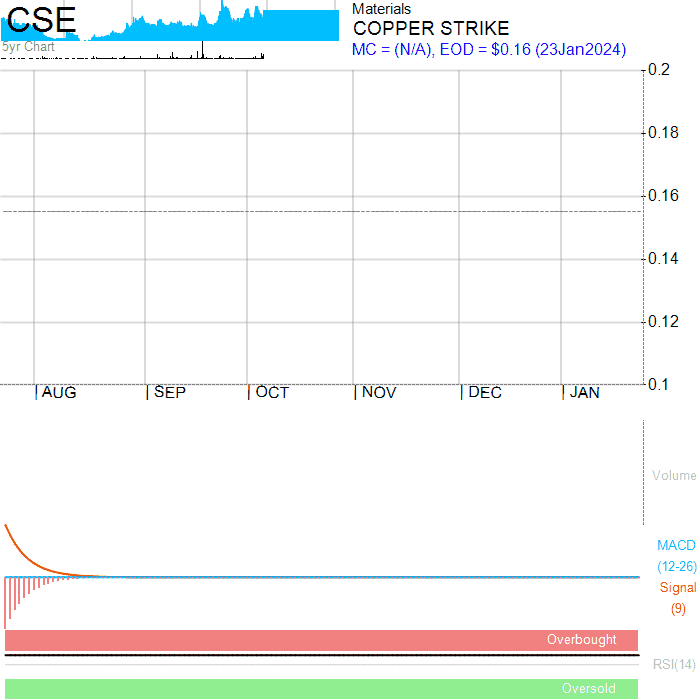 CSE
5yr Chart
Materials
COPPER STRIKE
MC = (N/A), EOD = $0.16 (23Jan2024)
0.2
0.18
0.16
0.14
0.12
0.1
AUG
SEP
OCT
NOV
DEC
JAN
Volume
MACD
(12-26)
Signal
(9)
Overbought
RSI(14)
Oversold